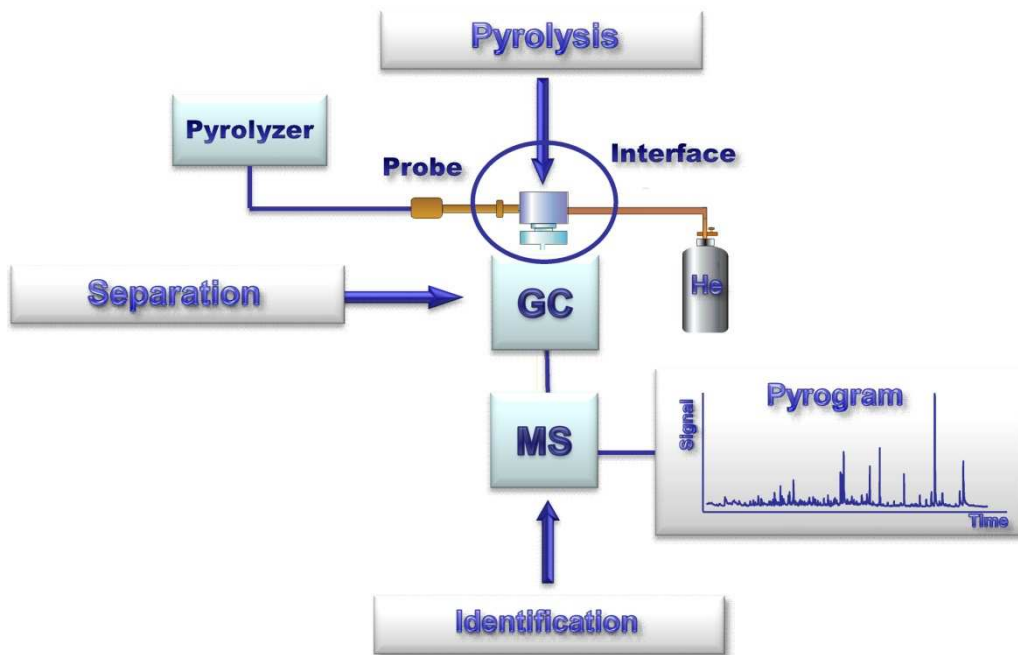 Pyrolysis
Pyrolyzer
Probe
Interface
He
Separation
GC
MS
Pyrogram
Signal
Time
Identification